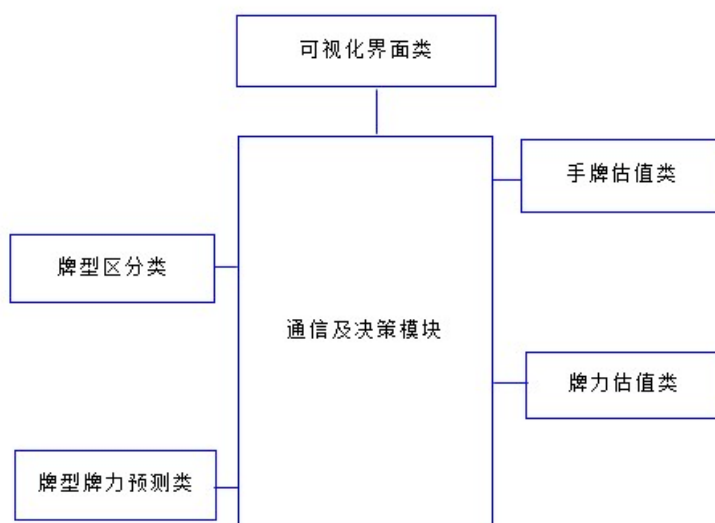 可视化界面类
手牌估值类
牌型区分类
通信及决策模块
牌力估值类
牌型牌力预测类